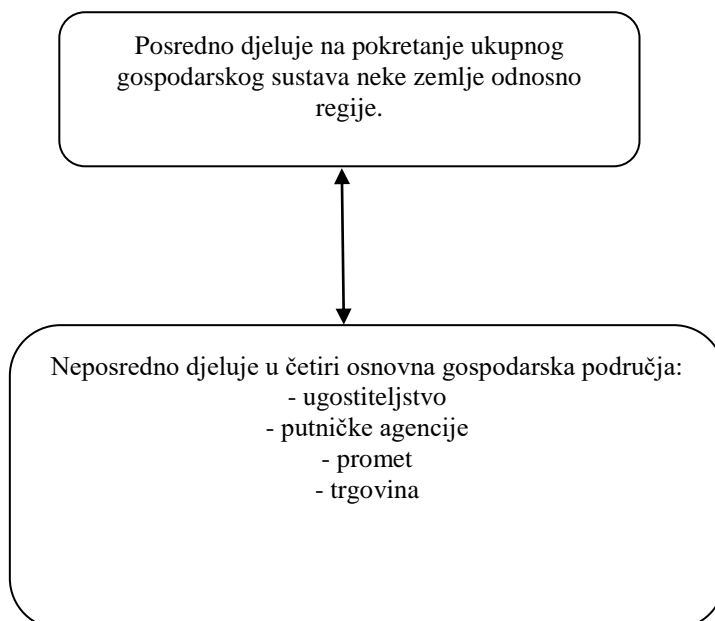 Posredno djeluje na pokretanje ukupnog
gospodarskog sustava neke zemlje odnosno
regije.
Neposredno djeluje u četiri osnovna gospodarska područja:
- ugostiteljstvo
- putničke agencije
- promet
- trgovina